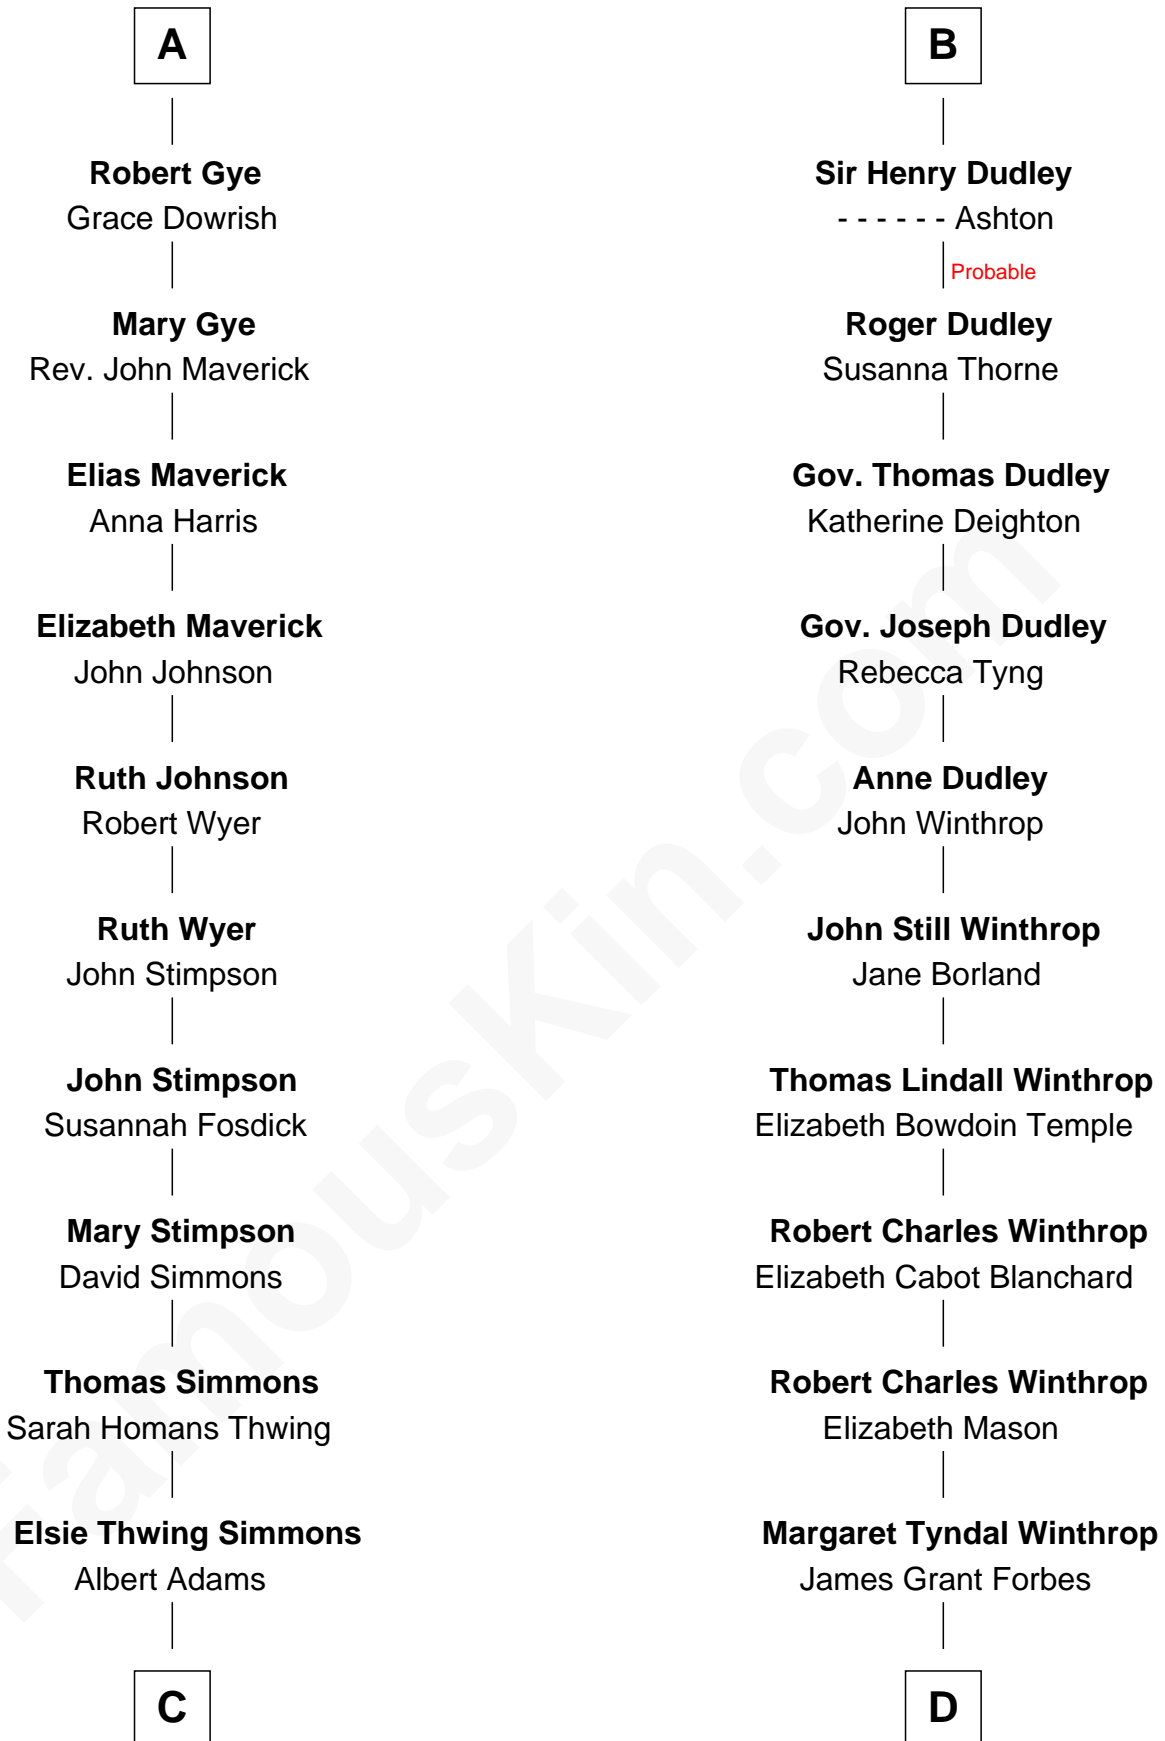 A
Robert Gye
Grace Dowrish
Mary Gye
Rev. John Maverick
Elias Maverick
Anna Harris
Elizabeth Maverick
John Johnson
Ruth Johnson
Robert Wyer
Ruth Wyer
John Stimpson
John Stimpson
Susannah Fosdick
Mary Stimpson
David Simmons
Thomas Simmons
Sarah Homans Thwing
Elsie Thwing Simmons
Albert Adams
C
B
Sir Henry Dudley
- - - - - - Ashton
Probable
Roger Dudley
Susanna Thorne
Gov. Thomas Dudley
Katherine Deighton
Gov. Joseph Dudley
Rebecca Tyng
Anne Dudley
John Winthrop
John Still Winthrop
Jane Borland
Thomas Lindall Winthrop
Elizabeth Bowdoin Temple
Robert Charles Winthrop
Elizabeth Cabot Blanchard
Robert Charles Winthrop
Elizabeth Mason
Margaret Tyndal Winthrop
James Grant Forbes
D
FamousKin.com